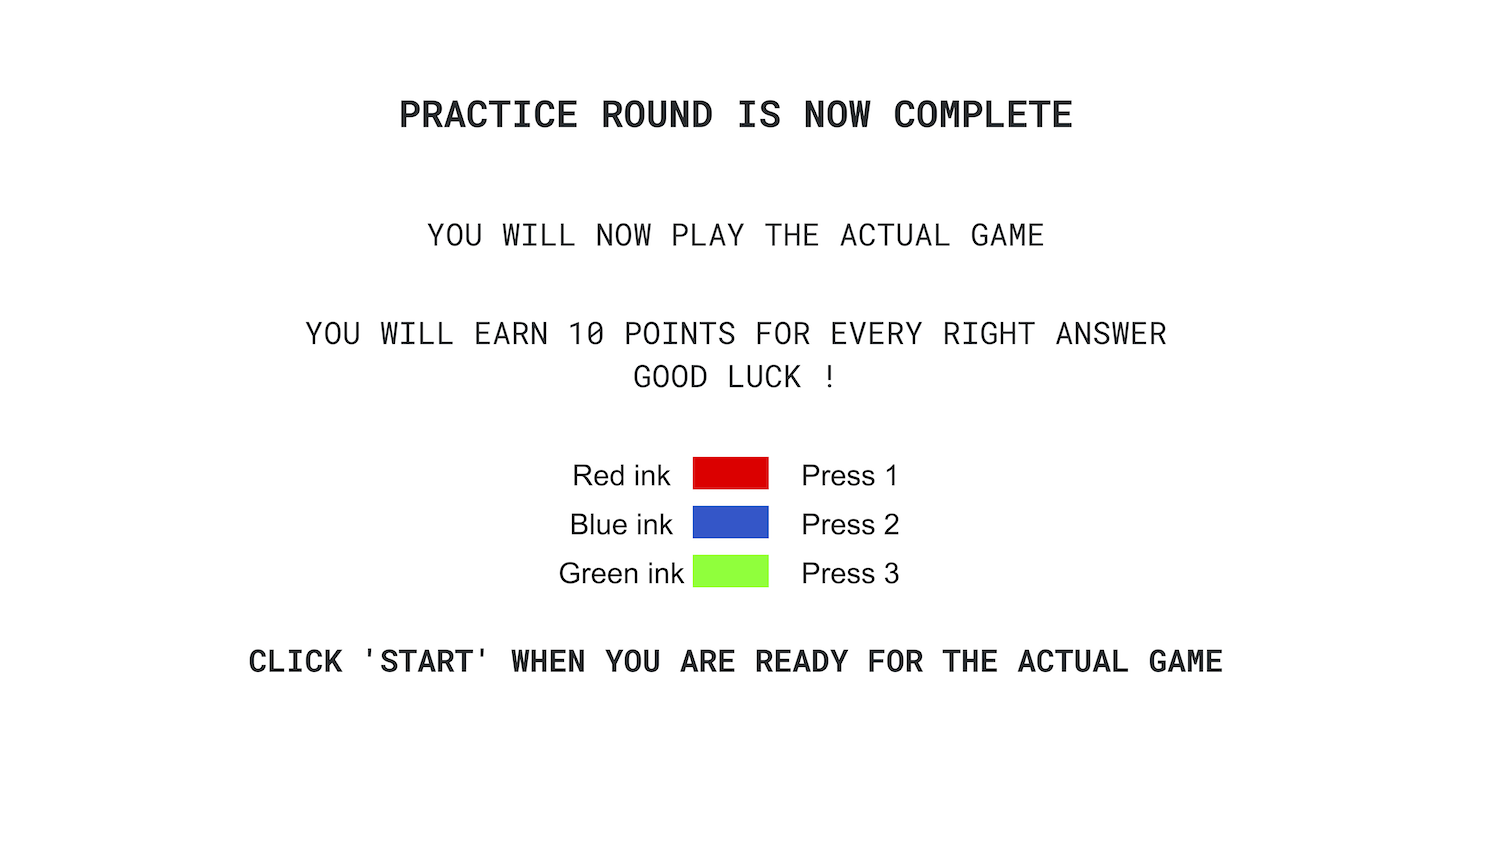 PRACTICE ROUND IS NOW COMPLETE
YOU WILL NOW PLAY THE ACTUAL GAME
YOU WILL EARN 10 POINTS FOR EVERY RIGHT ANSWER
GOOD LUCK !
Red ink Press 1
Blue ink Press 2
Green ink Press 3
CLICK 'START' WHEN YOU ARE READY FOR THE ACTUAL GAME